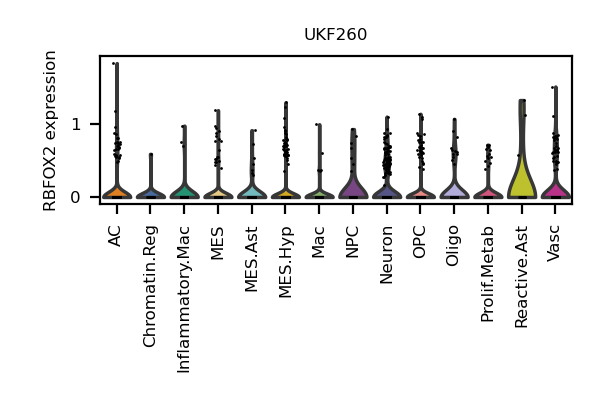 UKF260
RBFOX2 expression
1
0
AC
Chromatin.Reg
Inflammatory.Mac
MES
MES.Ast
MES.Hyp
Mac
NPC
Neuron
OPC
Oligo
Prolif.Metab
Reactive.Ast
Vasc